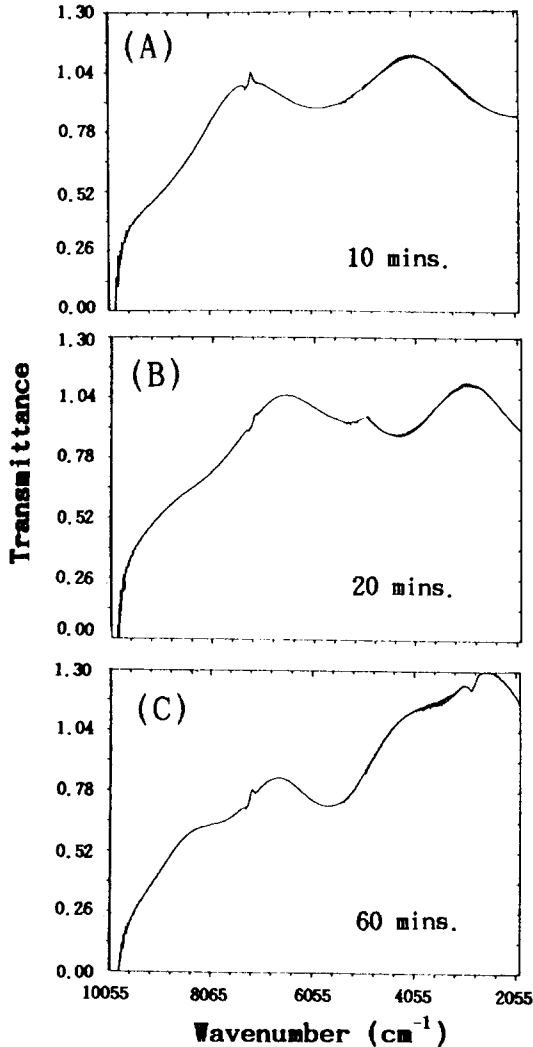 1.30
(A)
1.04
0.78
0.52
0.26
10 mins.
0.00
1.30
(B)
1.04
0.78
0.52
0.26
20 mins.
0.00
1.30
(C)
1.04
0.78
0.52
0.26
60 mins.
0.00
10055 8065 6055 4055 2055
Transmittance
Wavenumber (cm⁻¹)